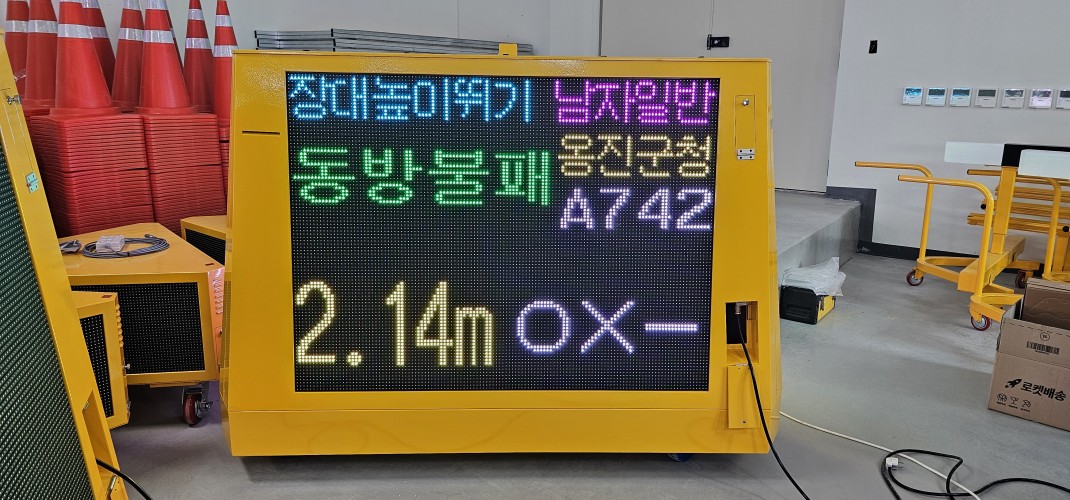 장대높이뛰기 남자일반
동방불패 옹진군청
A742
2.14m OX-
로켓배송